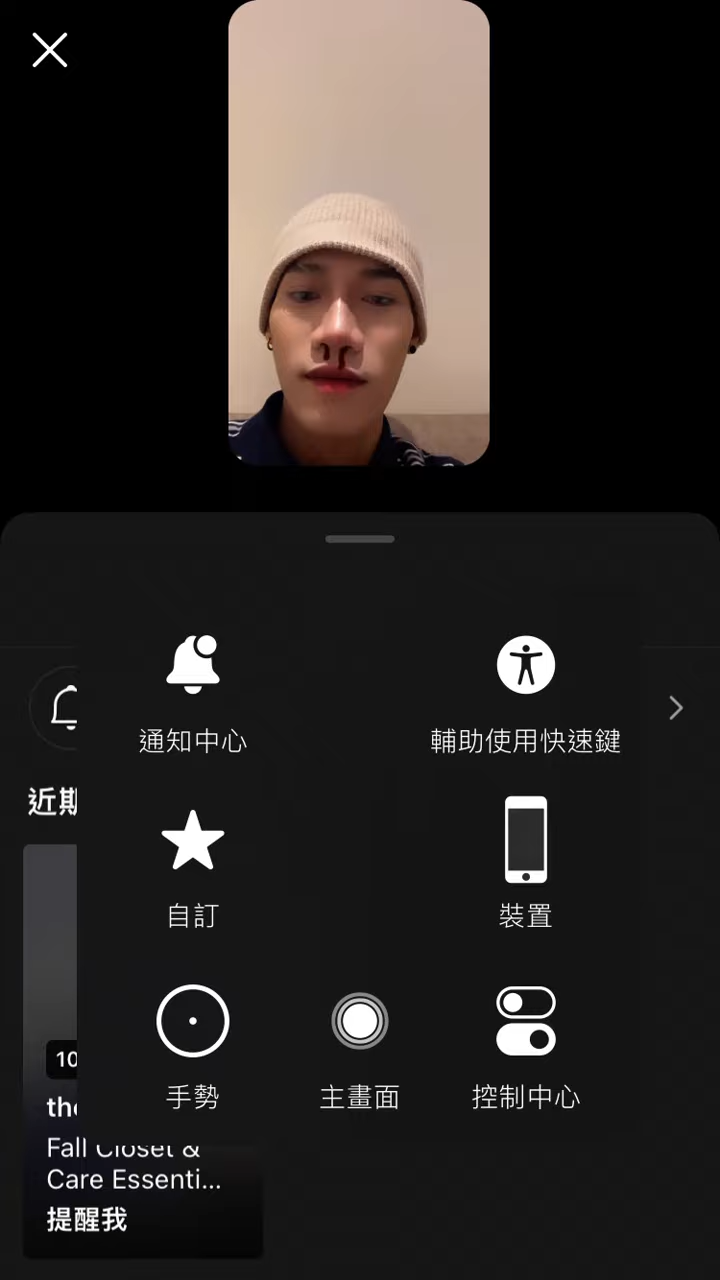 通知中心
輔助使用快速鍵
近期
自訂
裝置
手勢
主畫面
控制中心
10
the
Fall Closet &
Care Essenti...
提醒我